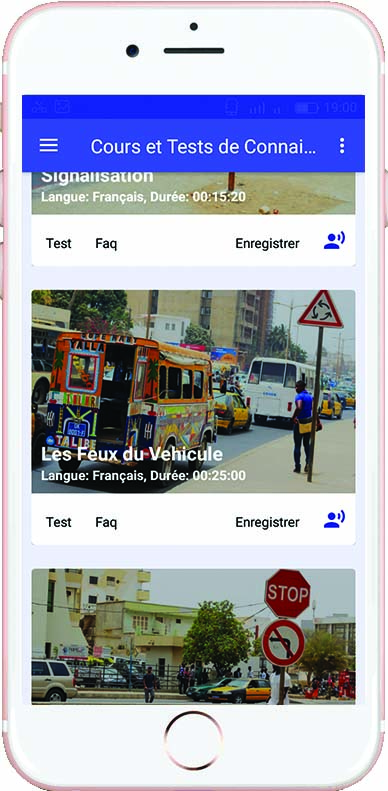 19:00
Cours et Tests de Connai...
Signalisation
Langue: Français, Durée: 00:15:20
Test Faq Enregistrer
TALIBE
Les Feux du Vehicule
Langue: Français, Durée: 00:25:00
Test Faq Enregistrer
STOP